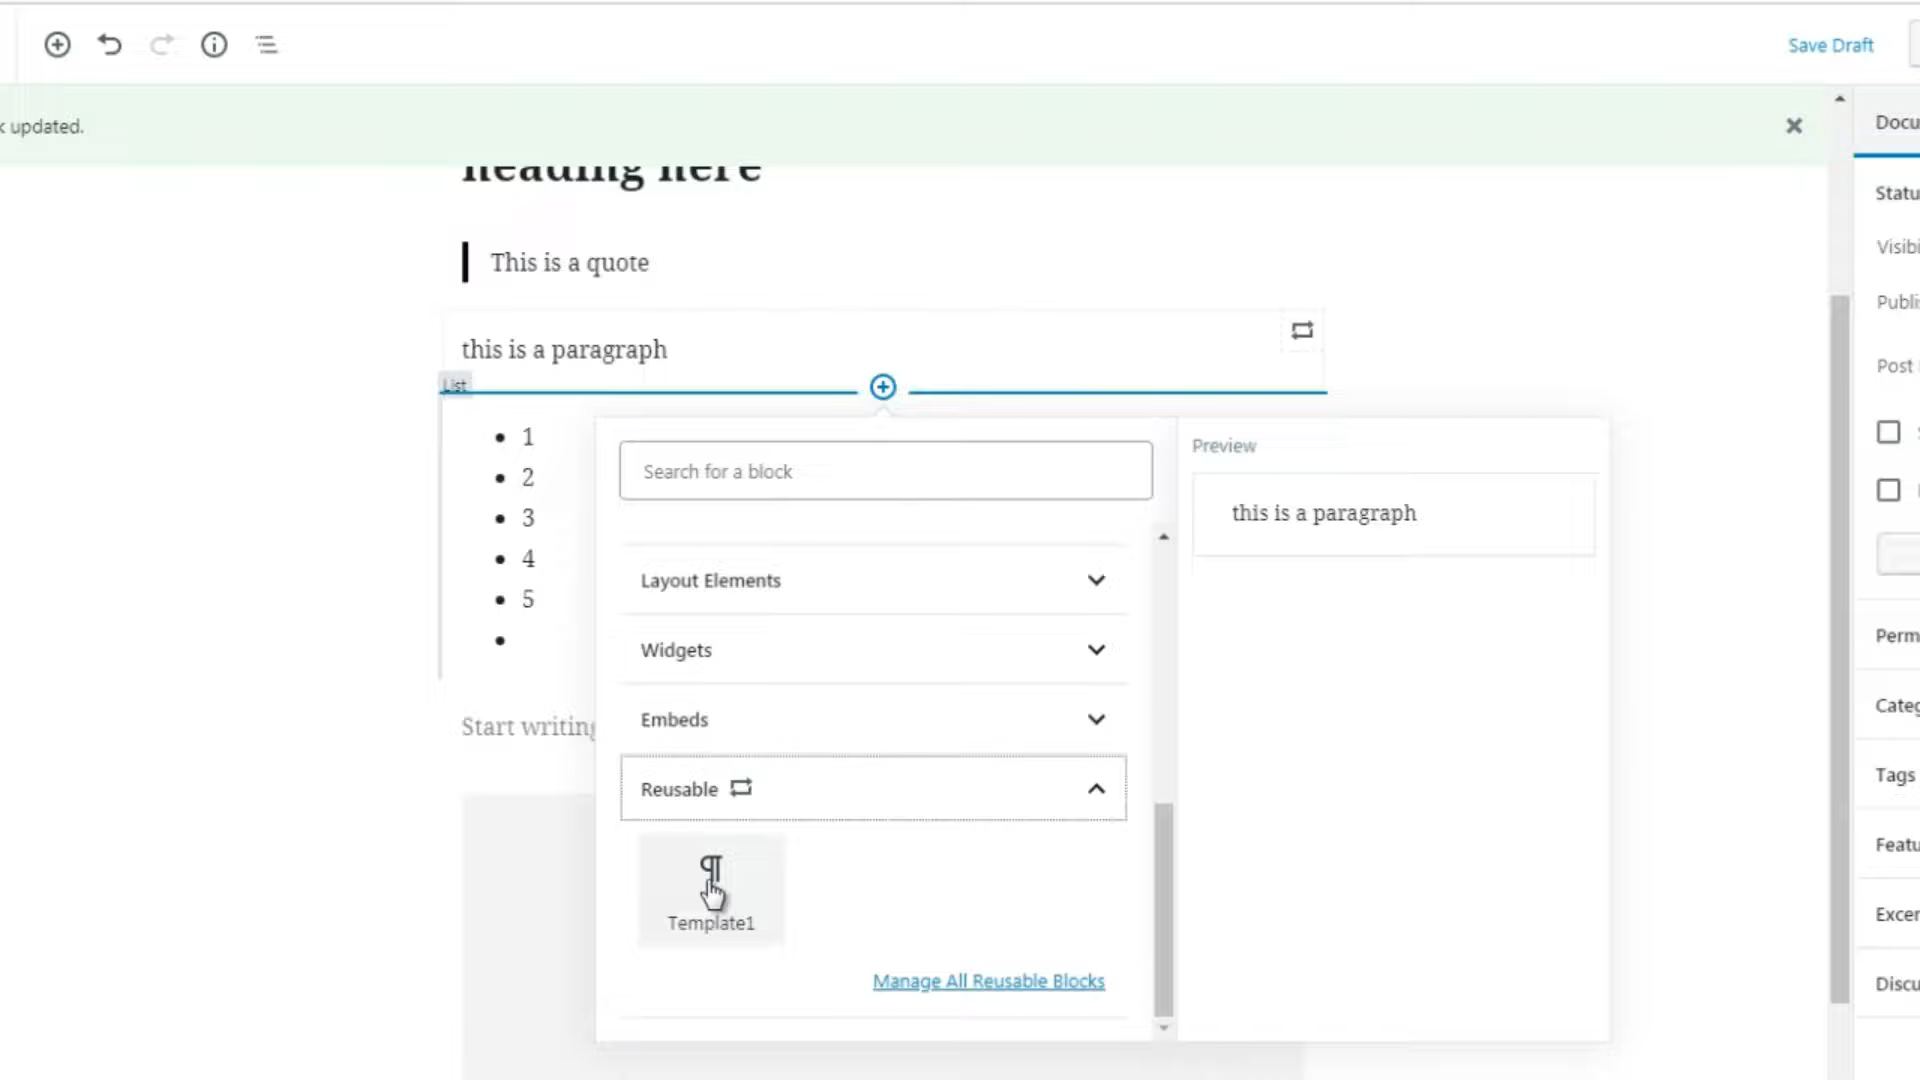 Save Draft
updated.
Docu
heading here
Statu
This is a quote
Visibi
Publis
this is a paragraph
Post
List
1
2
3
4
5
Search for a block
Preview
this is a paragraph
Layout Elements
Widgets
Embeds
Reusable
Template1
Manage All Reusable Blocks
Start writing
Perm
Categ
Tags
Featu
Excer
Discu